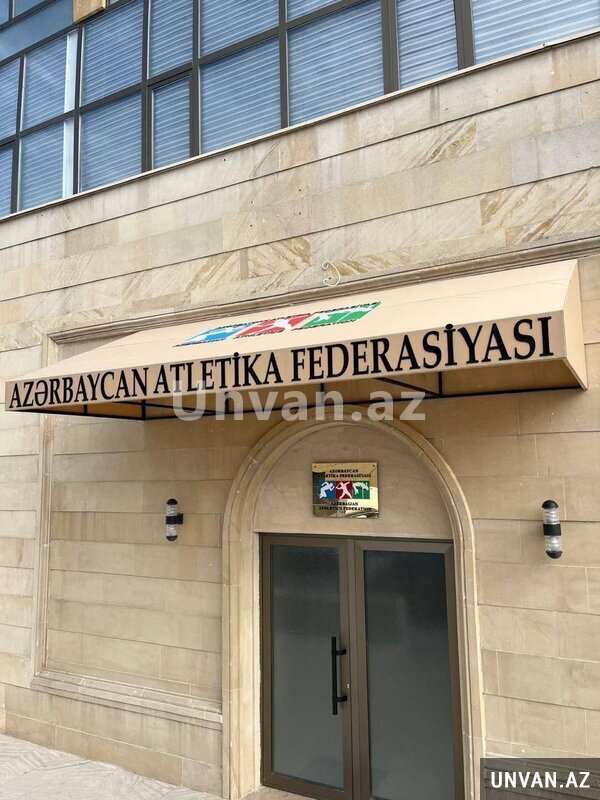 AZƏRBAYCAN ATLETİKA FEDERASİYASI
Unvan.az
AZƏRBAYCAN
ATLETİKA FEDERASİYASI
AZERBAIJAN
ATHLETICS FEDERATION
UNVAN.AZ